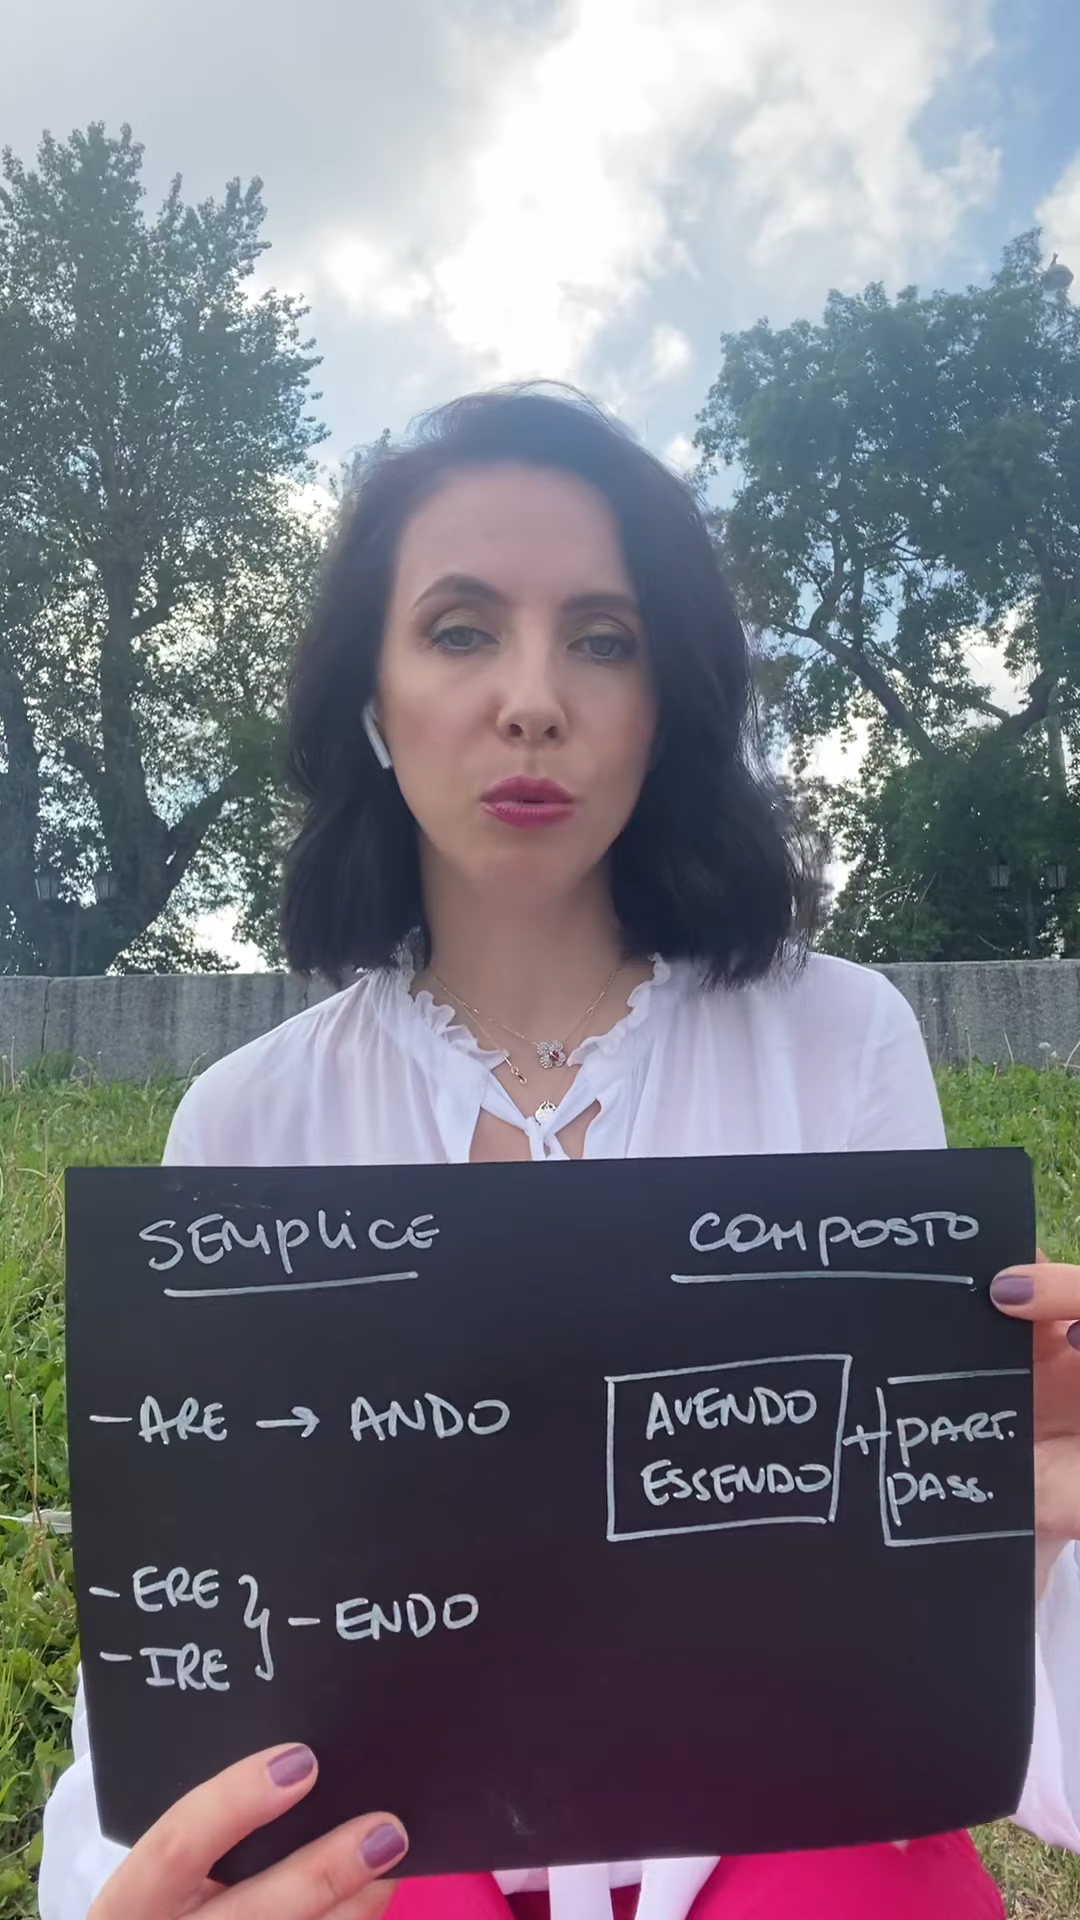 SEMPLICE
-ARE → ANDO
-ERE } -ENDO
-IRE
COMPOSTO
AVENDO + PART.
ESSENDO PASS.